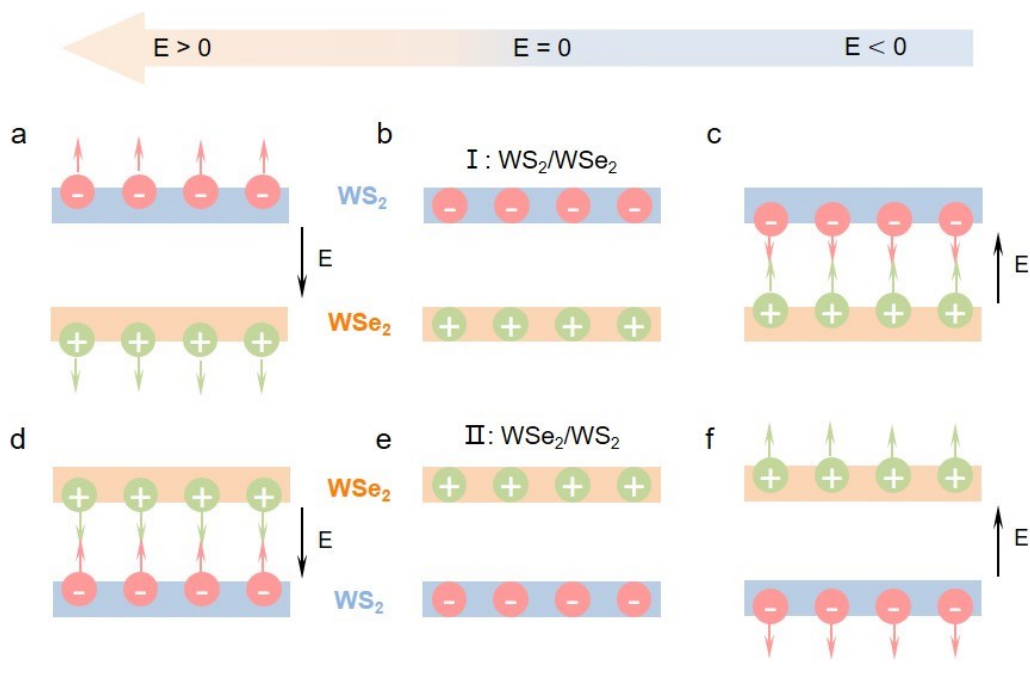 E > 0 E = 0 E < 0
a b c
Ⅰ: WS₂/WSe₂
WS₂
E
E
WSe₂
d e f
Ⅱ: WSe₂/WS₂
WSe₂
E
E
WS₂